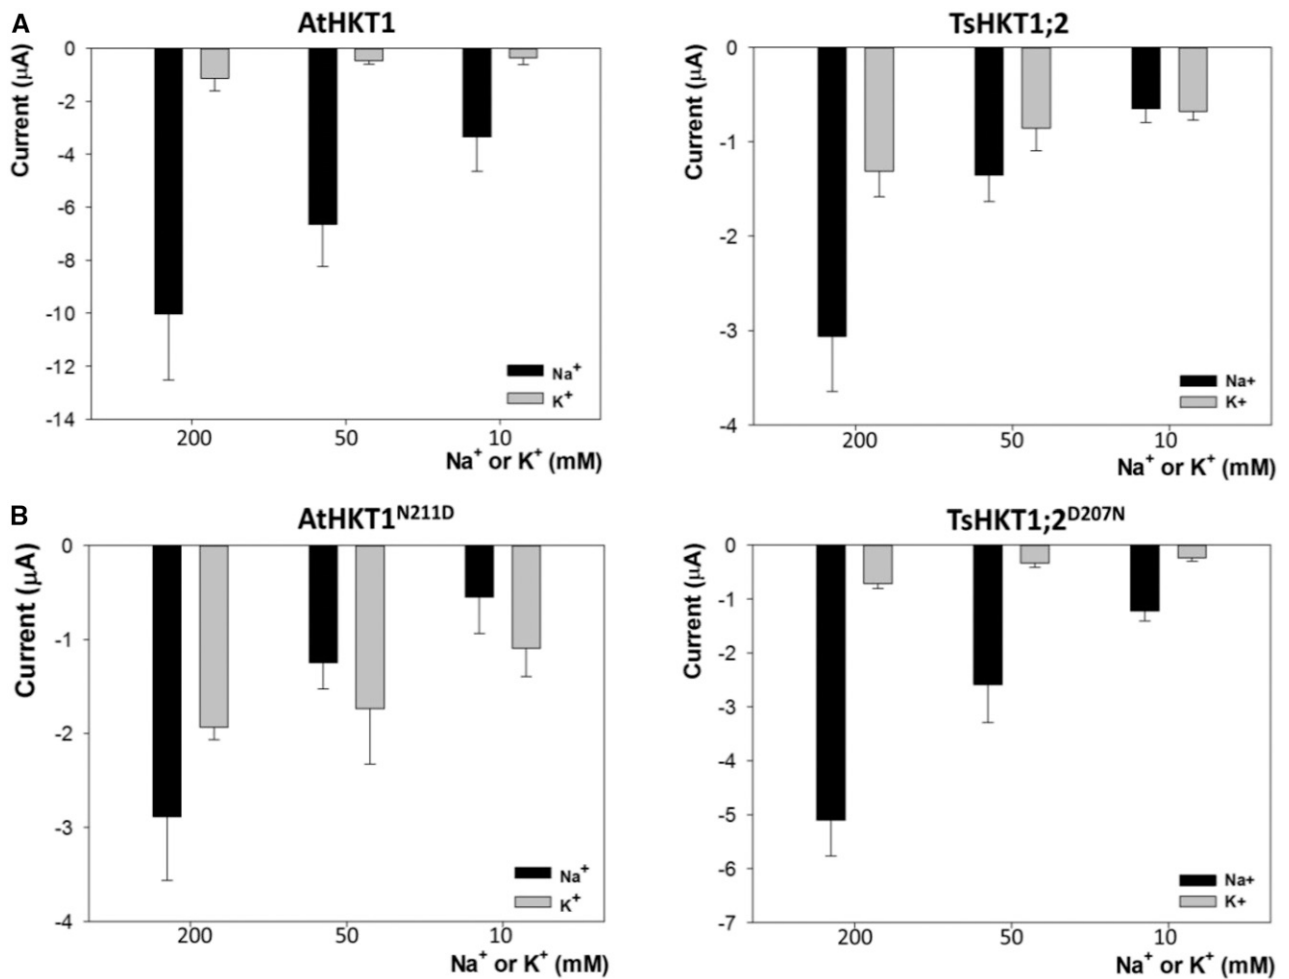 A
AtHKT1
Current (μA)
0
-2
-4
-6
-8
-10
-12
-14
Na⁺
K⁺
200 50 10
Na⁺ or K⁺ (mM)
TsHKT1;2
Current (μA)
0
-1
-2
-3
-4
Na+
K+
200 50 10
Na⁺ or K⁺ (mM)
B
AtHKT1ᴺ²¹¹ᴰ
Current (μA)
0
-1
-2
-3
-4
Na⁺
K⁺
200 50 10
Na⁺ or K⁺ (mM)
TsHKT1;2ᴰ²⁰⁷ᴺ
Current (μA)
0
-1
-2
-3
-4
-5
-6
-7
Na+
K+
200 50 10
Na⁺ or K⁺ (mM)